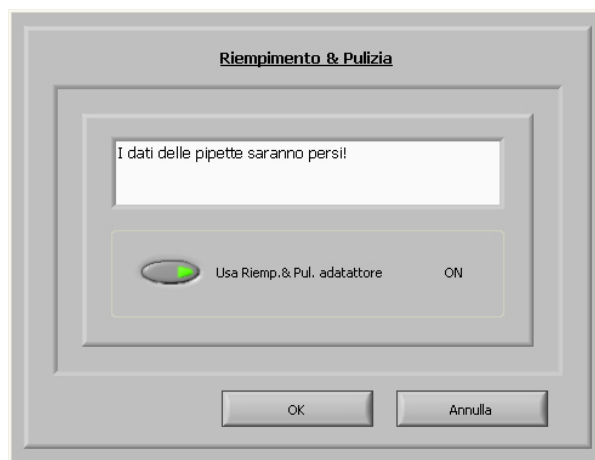 Riempimento & Pulizia
I dati delle pipette saranno persi!
Usa Riemp.& Pul. adatattore ON
OK Annulla